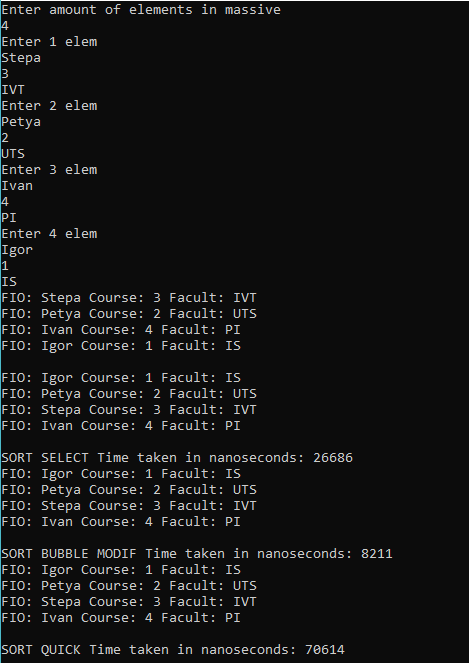 Enter amount of elements in massive
4
Enter 1 elem
Stepa
3
IVT
Enter 2 elem
Petya
2
UTS
Enter 3 elem
Ivan
4
PI
Enter 4 elem
Igor
1
IS
FIO: Stepa Course: 3 Facult: IVT
FIO: Petya Course: 2 Facult: UTS
FIO: Ivan Course: 4 Facult: PI
FIO: Igor Course: 1 Facult: IS
FIO: Igor Course: 1 Facult: IS
FIO: Petya Course: 2 Facult: UTS
FIO: Stepa Course: 3 Facult: IVT
FIO: Ivan Course: 4 Facult: PI
SORT SELECT Time taken in nanoseconds: 26686
FIO: Igor Course: 1 Facult: IS
FIO: Petya Course: 2 Facult: UTS
FIO: Stepa Course: 3 Facult: IVT
FIO: Ivan Course: 4 Facult: PI
SORT BUBBLE MODIF Time taken in nanoseconds: 8211
FIO: Igor Course: 1 Facult: IS
FIO: Petya Course: 2 Facult: UTS
FIO: Stepa Course: 3 Facult: IVT
FIO: Ivan Course: 4 Facult: PI
SORT QUICK Time taken in nanoseconds: 70614